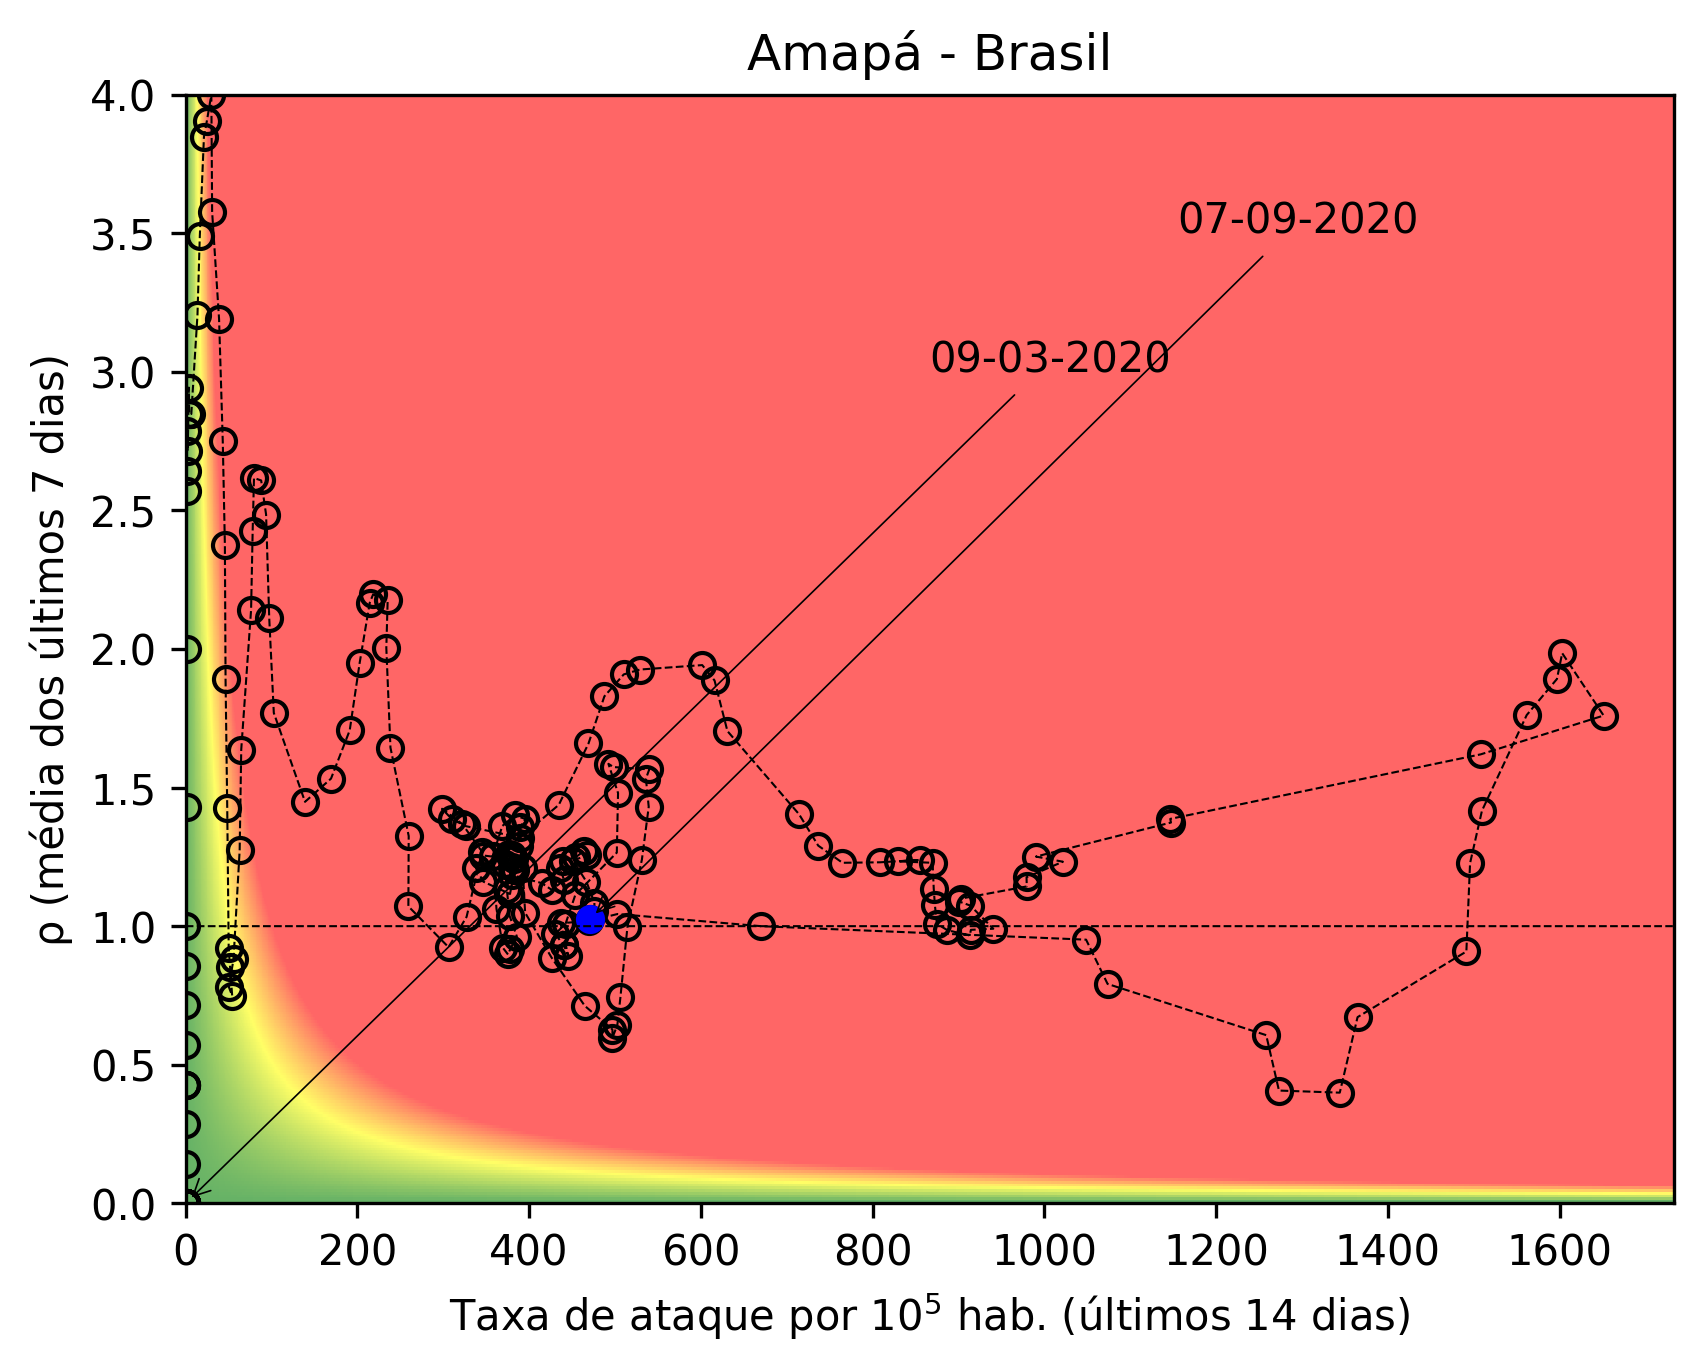 Amapá - Brasil
4.0
3.5
3.0
2.5
2.0
1.5
1.0
0.5
0.0
ρ (média dos últimos 7 dias)
07-09-2020
09-03-2020
0 200 400 600 800 1000 1200 1400 1600
Taxa de ataque por 10⁵ hab. (últimos 14 dias)